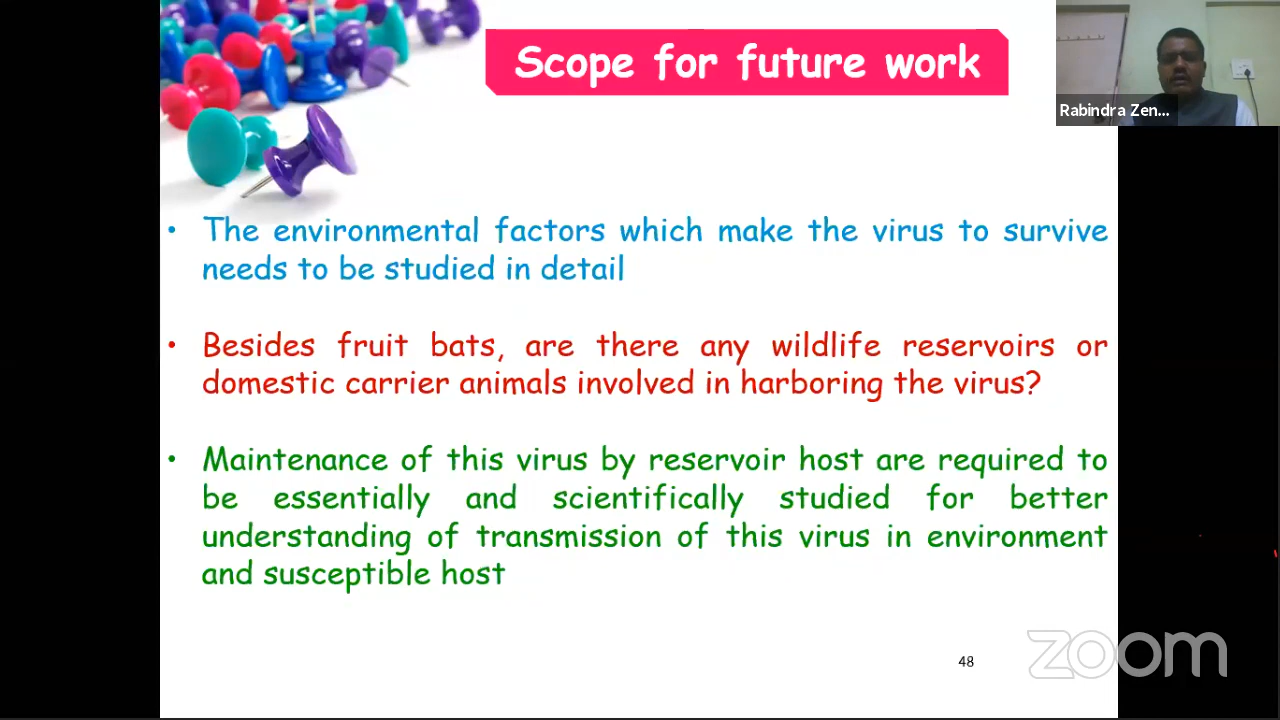 Scope for future work
Rabindra Zen...
• The environmental factors which make the virus to survive
needs to be studied in detail
• Besides fruit bats, are there any wildlife reservoirs or
domestic carrier animals involved in harboring the virus?
• Maintenance of this virus by reservoir host are required to
be essentially and scientifically studied for better
understanding of transmission of this virus in environment
and susceptible host
48
zoom